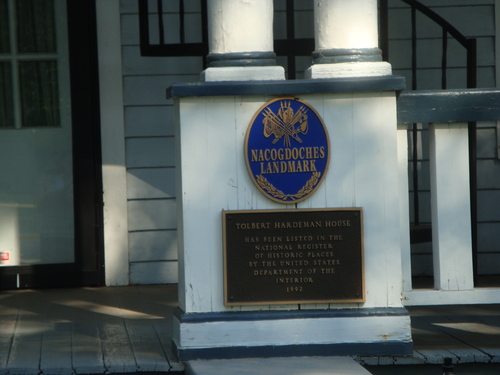 NACOGDOCHES
LANDMARK
TOLBERT HARDEMAN HOUSE
HAS BEEN LISTED IN THE
NATIONAL REGISTER
OF HISTORIC PLACES
BY THE UNITED STATES
DEPARTMENT OF THE
INTERIOR
1992